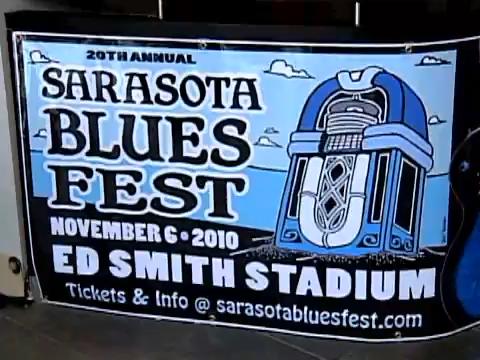 20TH ANNUAL
SARASOTA
BLUES
FEST
NOVEMBER 6 • 2010
ED SMITH STADIUM
Tickets & Info @ sarasotabluesfest.com